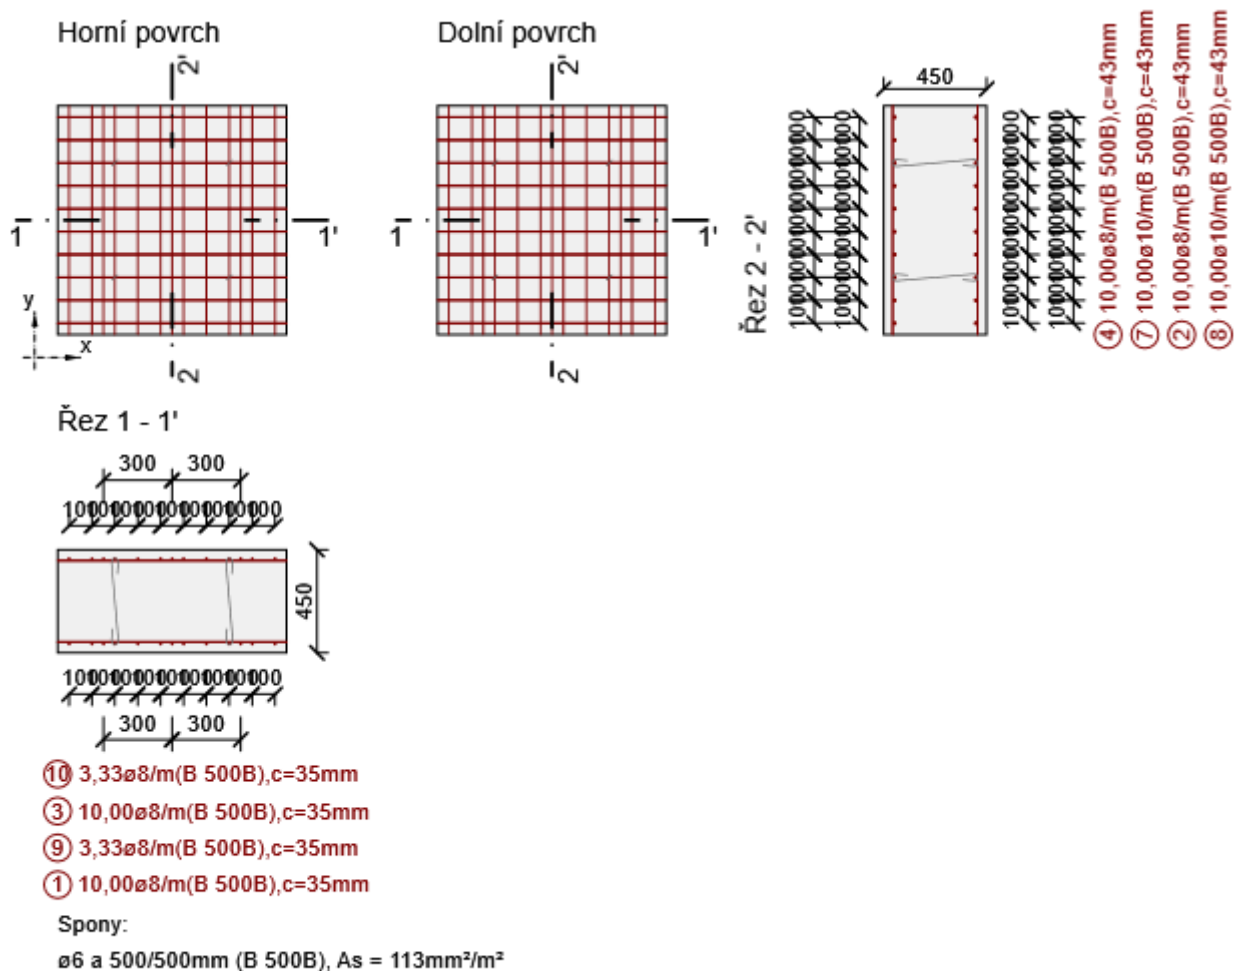 Horní povrch
Dolní povrch
2'
2'
1
1'
1
1'
y
x
2
2
450
Řez 2 - 2'
④ 10,00ø8/m(B 500B),c=43mm
⑦ 10,00ø10/m(B 500B),c=43mm
② 10,00ø8/m(B 500B),c=43mm
⑧ 10,00ø10/m(B 500B),c=43mm
Řez 1 - 1'
300 300
450
300 300
⑩ 3,33ø8/m(B 500B),c=35mm
③ 10,00ø8/m(B 500B),c=35mm
⑨ 3,33ø8/m(B 500B),c=35mm
① 10,00ø8/m(B 500B),c=35mm
Spony:
ø6 a 500/500mm (B 500B), As = 113mm²/m²